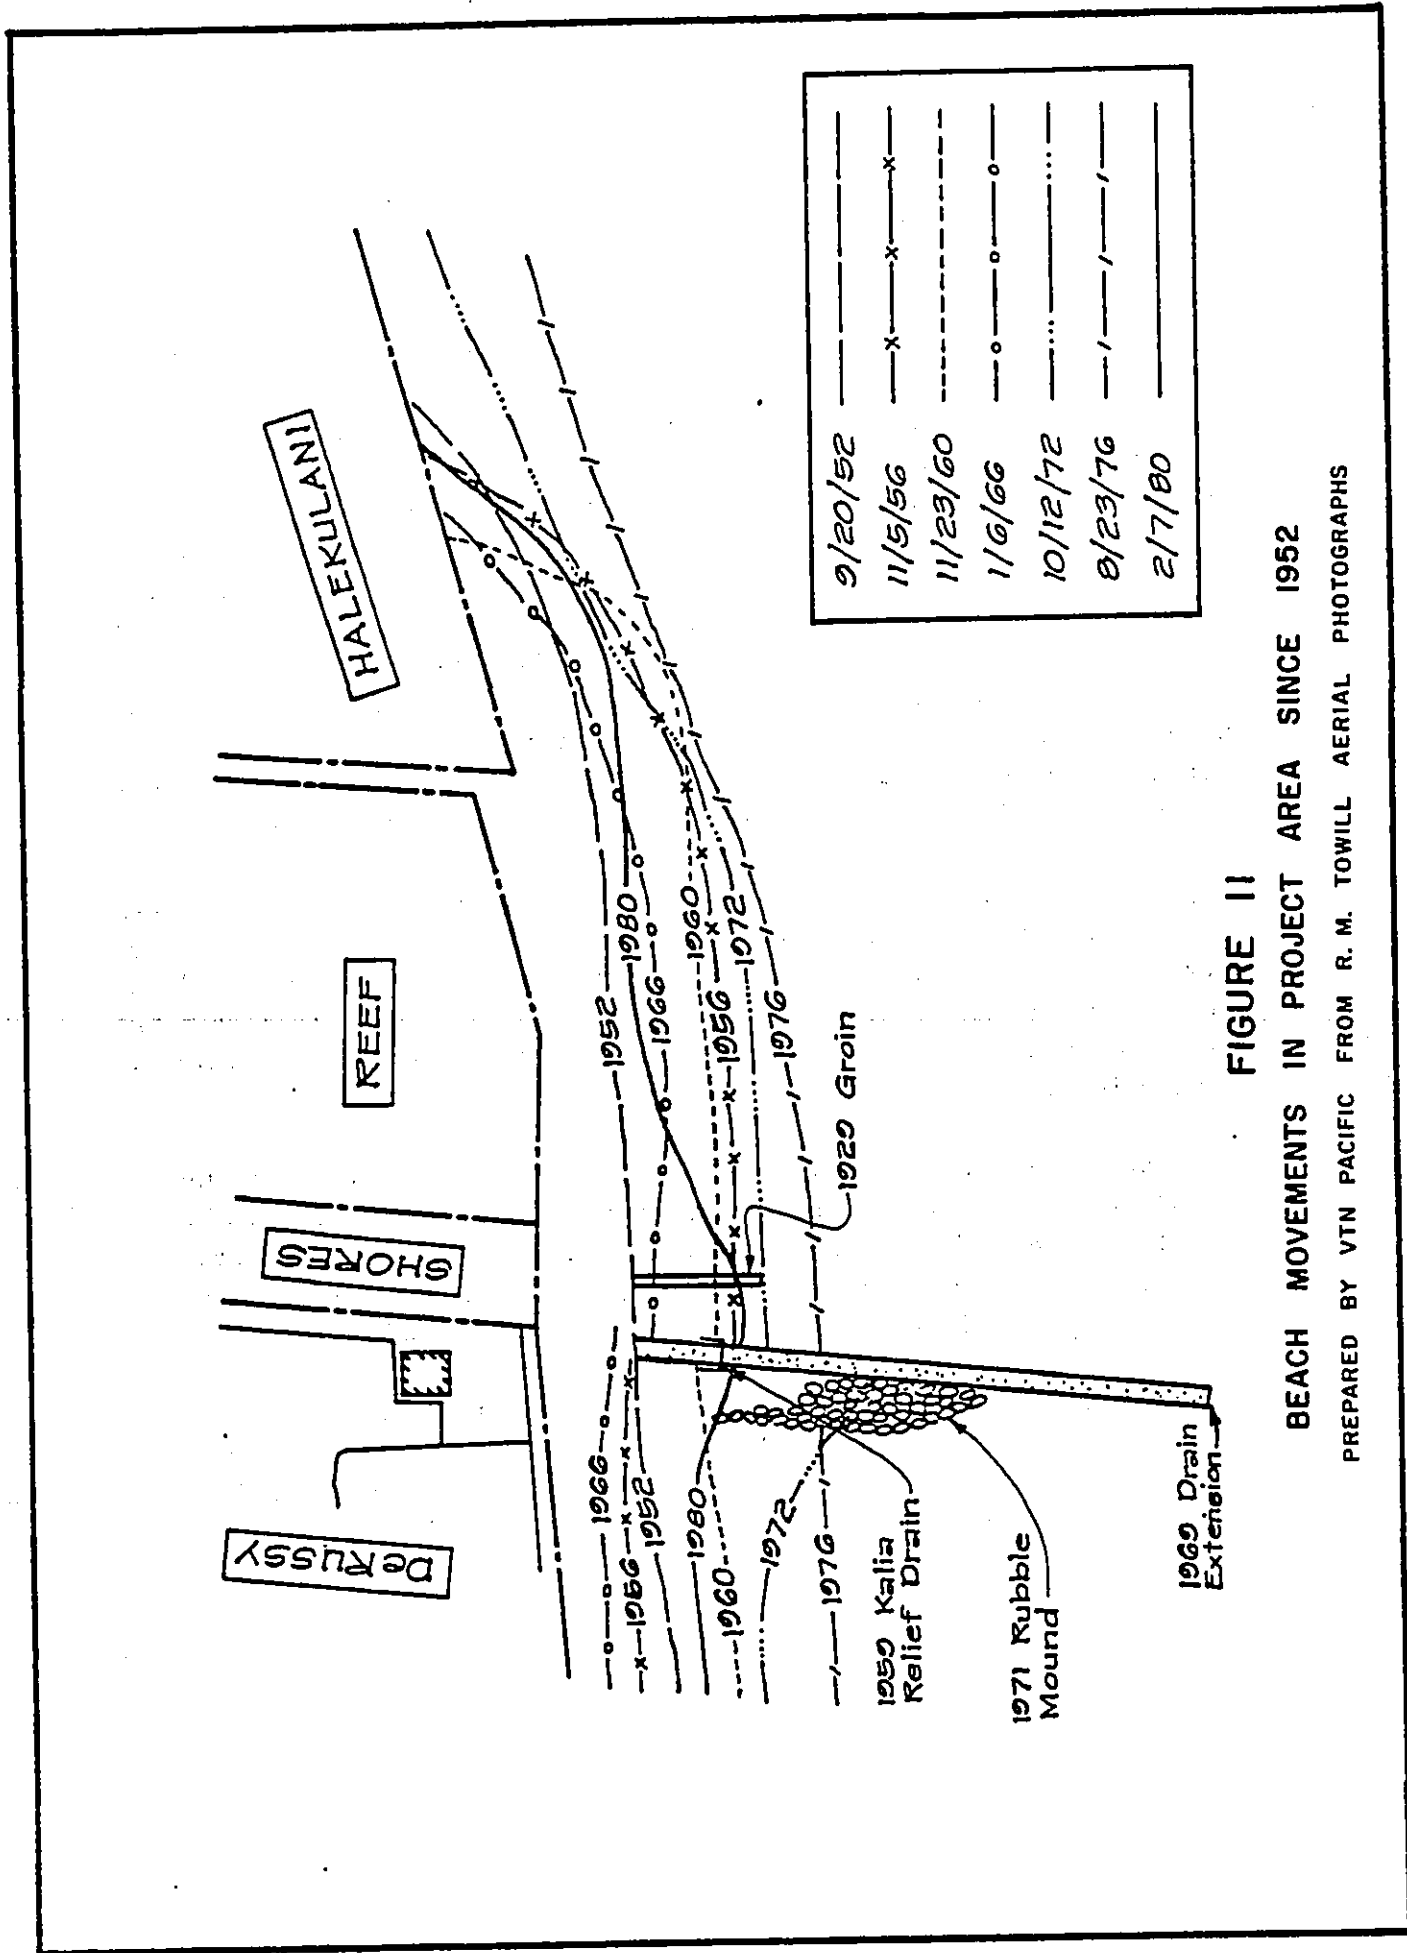 HALEKULANI
REEF
SHORES
DeRUSSY
1952
1980
1966
1960
1956
1972
1976
1929 Groin
1966
1956
1952
1980
1960
1972
1976
1959 Kalia
Relief Drain
1971 Rubble
Mound
1969 Drain
Extension
9/20/52
11/5/56
11/23/60
1/6/66
10/12/72
8/23/76
2/7/80
FIGURE 11
BEACH MOVEMENTS IN PROJECT AREA SINCE 1952
PREPARED BY VTN PACIFIC FROM R. M. TOWILL AERIAL PHOTOGRAPHS